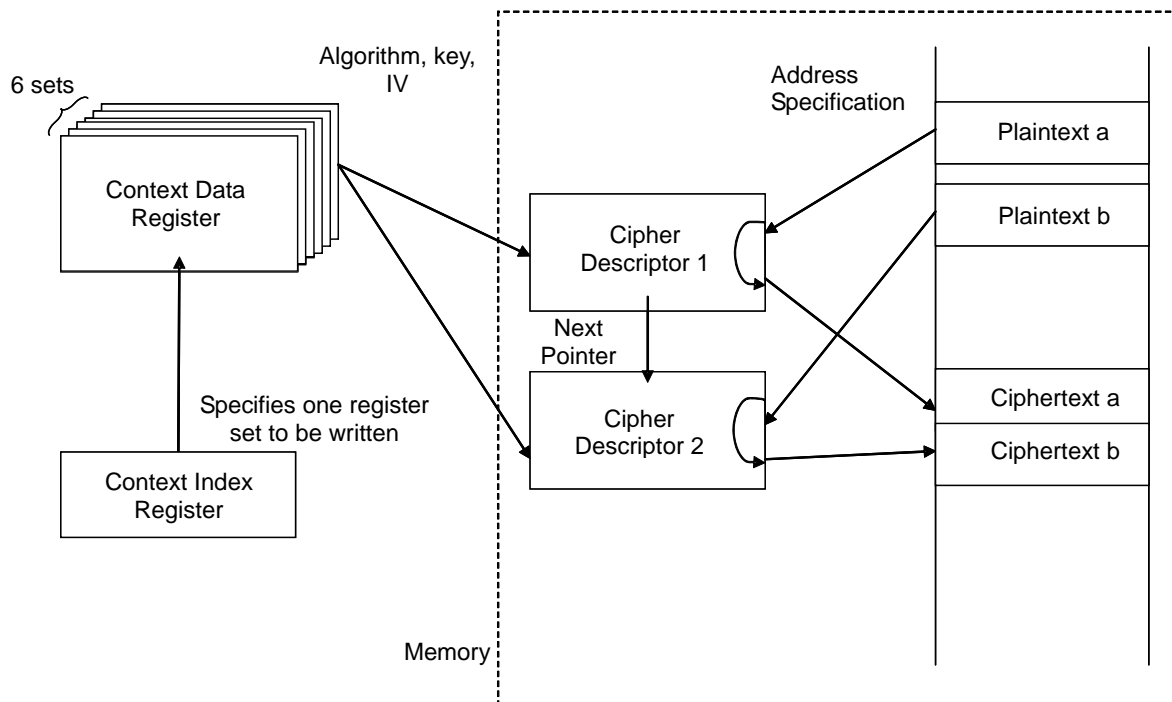 6 sets
Algorithm, key,
IV
Address
Specification
Context Data
Register
Plaintext a
Plaintext b
Cipher
Descriptor 1
Next
Pointer
Cipher
Descriptor 2
Ciphertext a
Ciphertext b
Specifies one register
set to be written
Context Index
Register
Memory